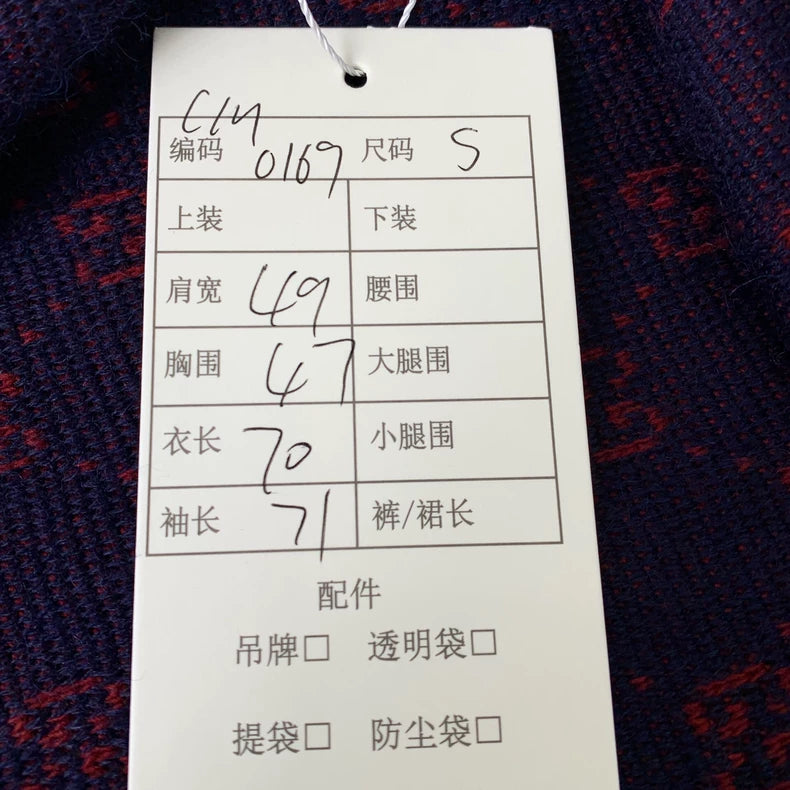 C14
编码 0169 尺码 S
上装 下装
肩宽 49 腰围
胸围 47 大腿围
衣长 70 小腿围
袖长 71 裤/裙长
配件
吊牌□ 透明袋□
提袋□ 防尘袋□